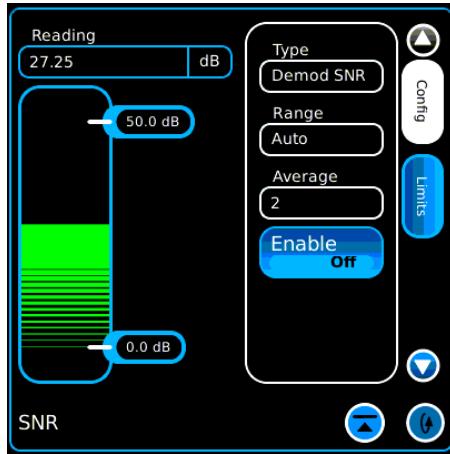 Reading
27.25 dB
50.0 dB
0.0 dB
Type
Demod SNR
Range
Auto
Average
2
Enable
Off
Config
Limits
SNR